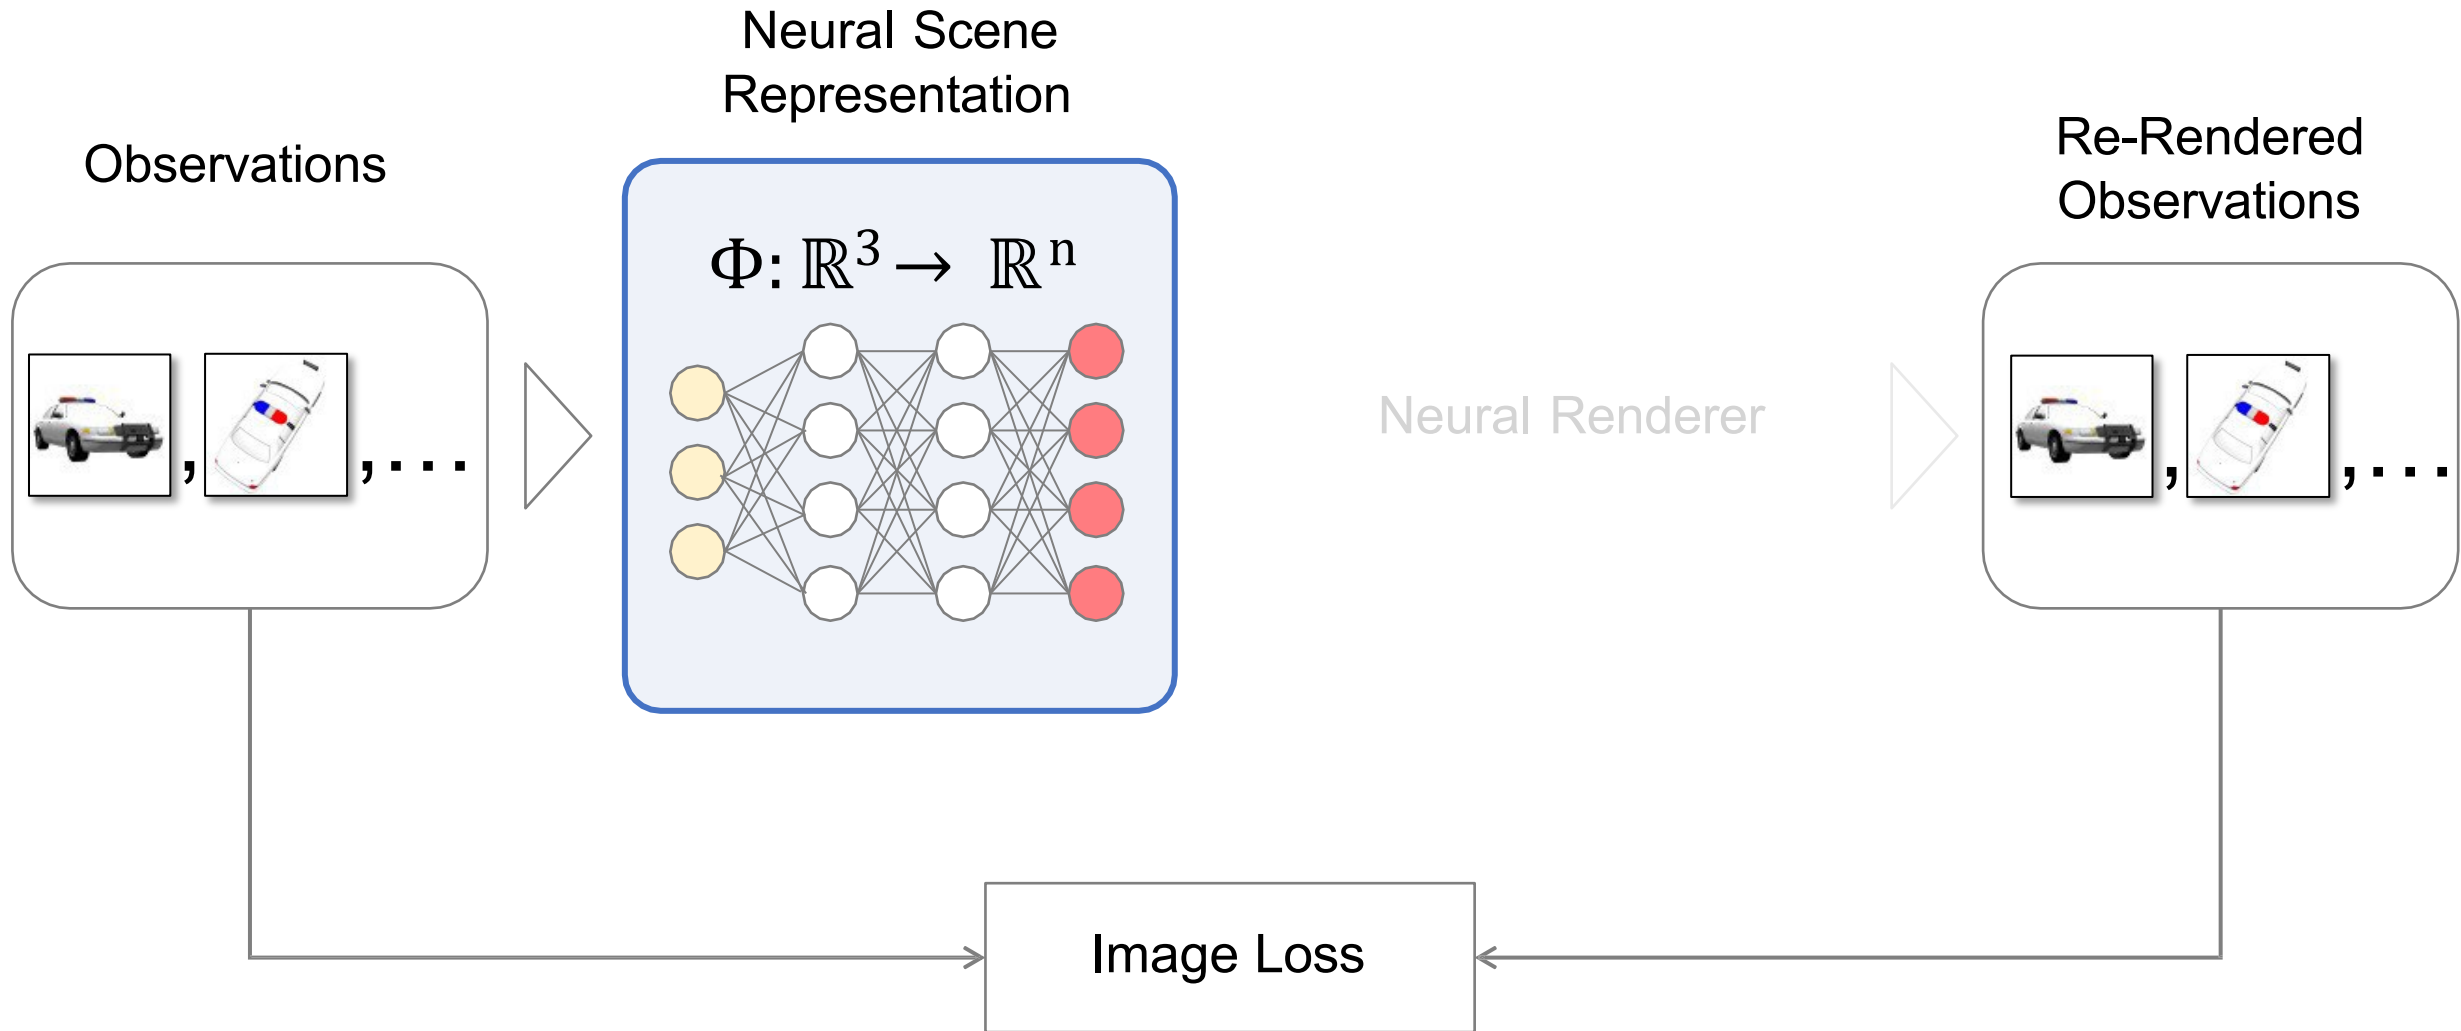 Neural Scene
Representation
Observations
Re-Rendered
Observations
Φ: ℝ³ → ℝⁿ
, , ...
Neural Renderer
, , ...
Image Loss